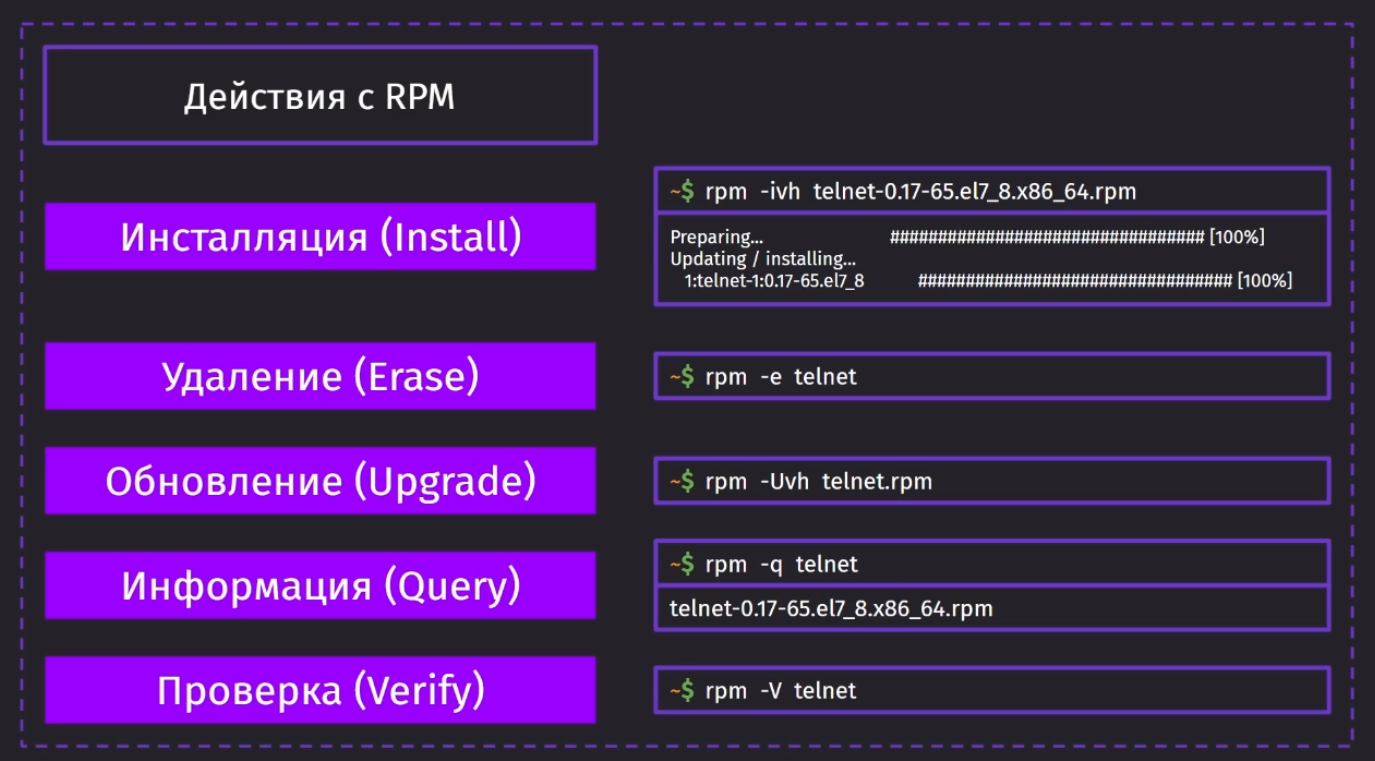 Действия с RPM
Инсталляция (Install)
~$ rpm -ivh telnet-0.17-65.el7_8.x86_64.rpm
Preparing... ################################# [100%]
Updating / installing...
1:telnet-1:0.17-65.el7_8 ################################# [100%]
Удаление (Erase)
~$ rpm -e telnet
Обновление (Upgrade)
~$ rpm -Uvh telnet.rpm
Информация (Query)
~$ rpm -q telnet
telnet-0.17-65.el7_8.x86_64.rpm
Проверка (Verify)
~$ rpm -V telnet